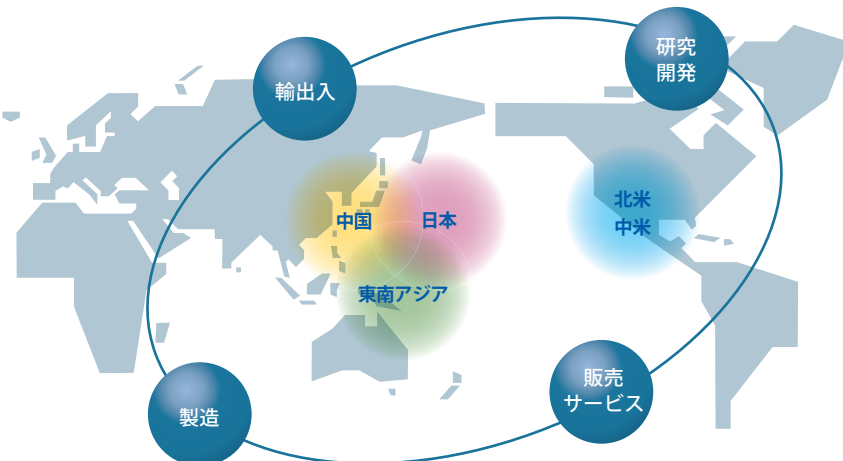 研究
開発
輸出入
北米
中米
中国
日本
東南アジア
販売
サービス
製造